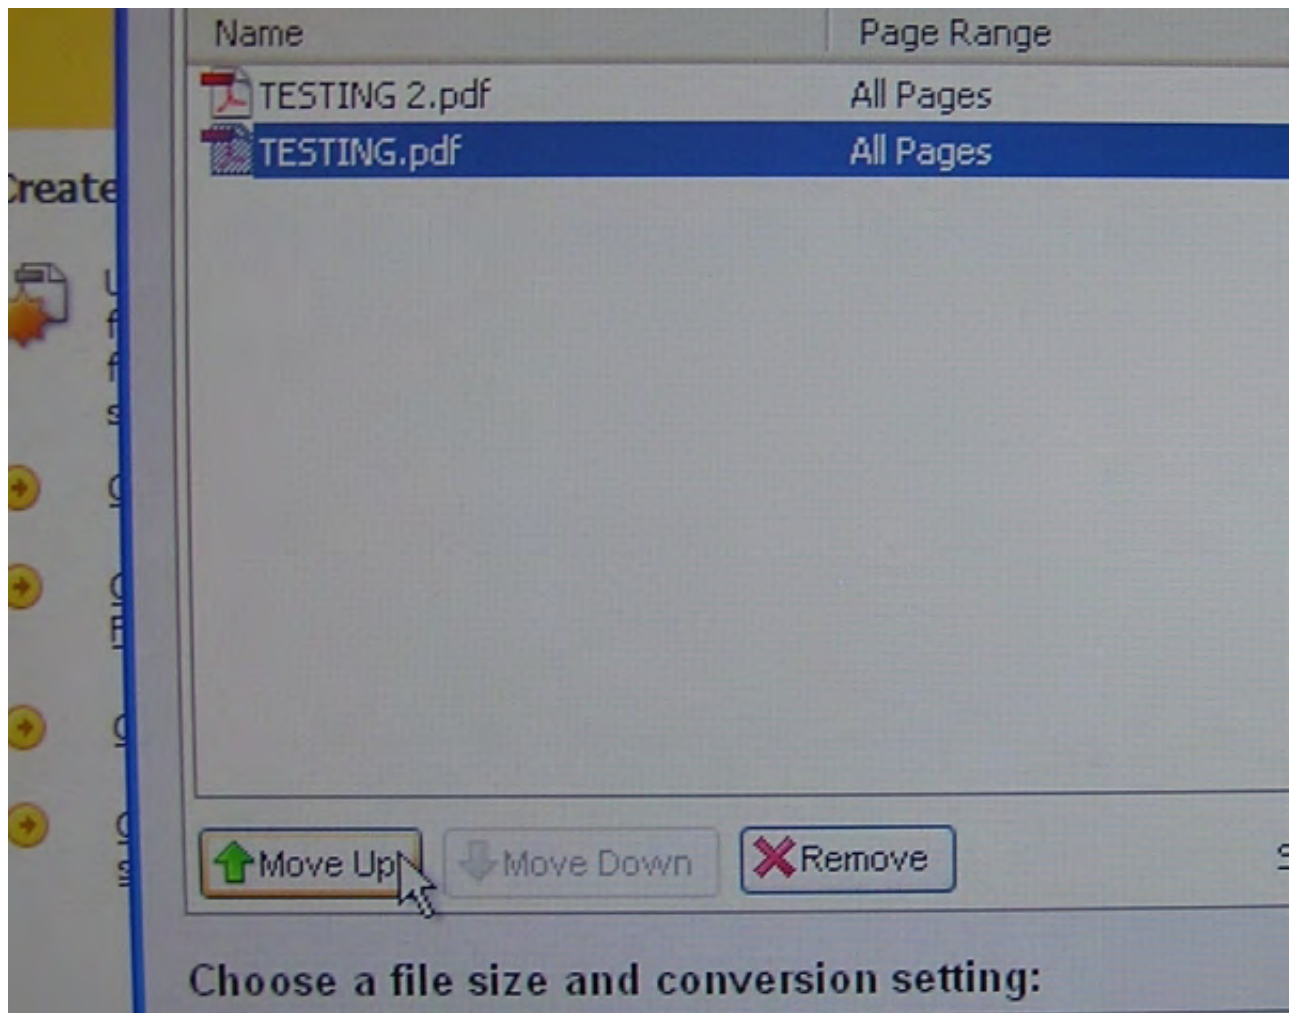 Name Page Range
TESTING 2.pdf All Pages
TESTING.pdf All Pages
Move Up Move Down Remove
Choose a file size and conversion setting: